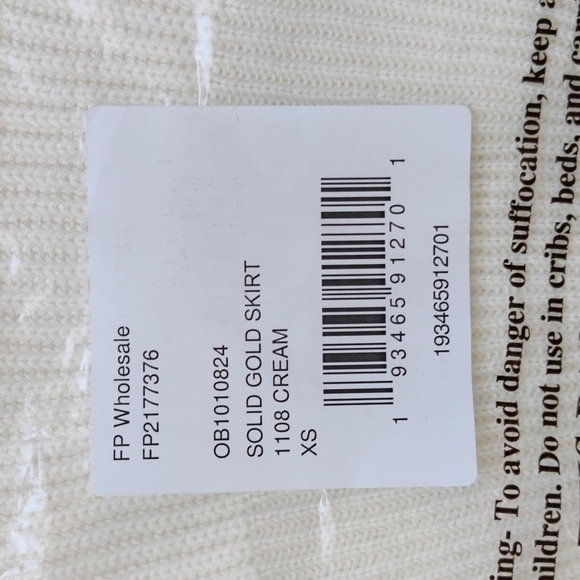 FP Wholesale
FP2177376
OB1010824
SOLID GOLD SKIRT
1108 CREAM
XS
1 93465 91270 1
193465912701
ing- To avoid danger of suffocation, keep
ildren. Do not use in cribs, beds, and